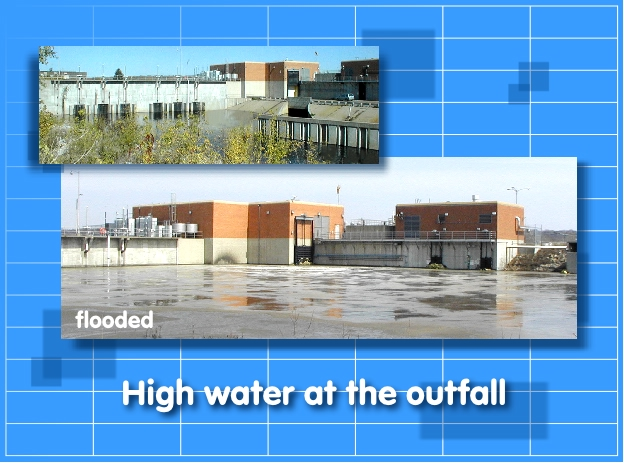 flooded
High water at the outfall